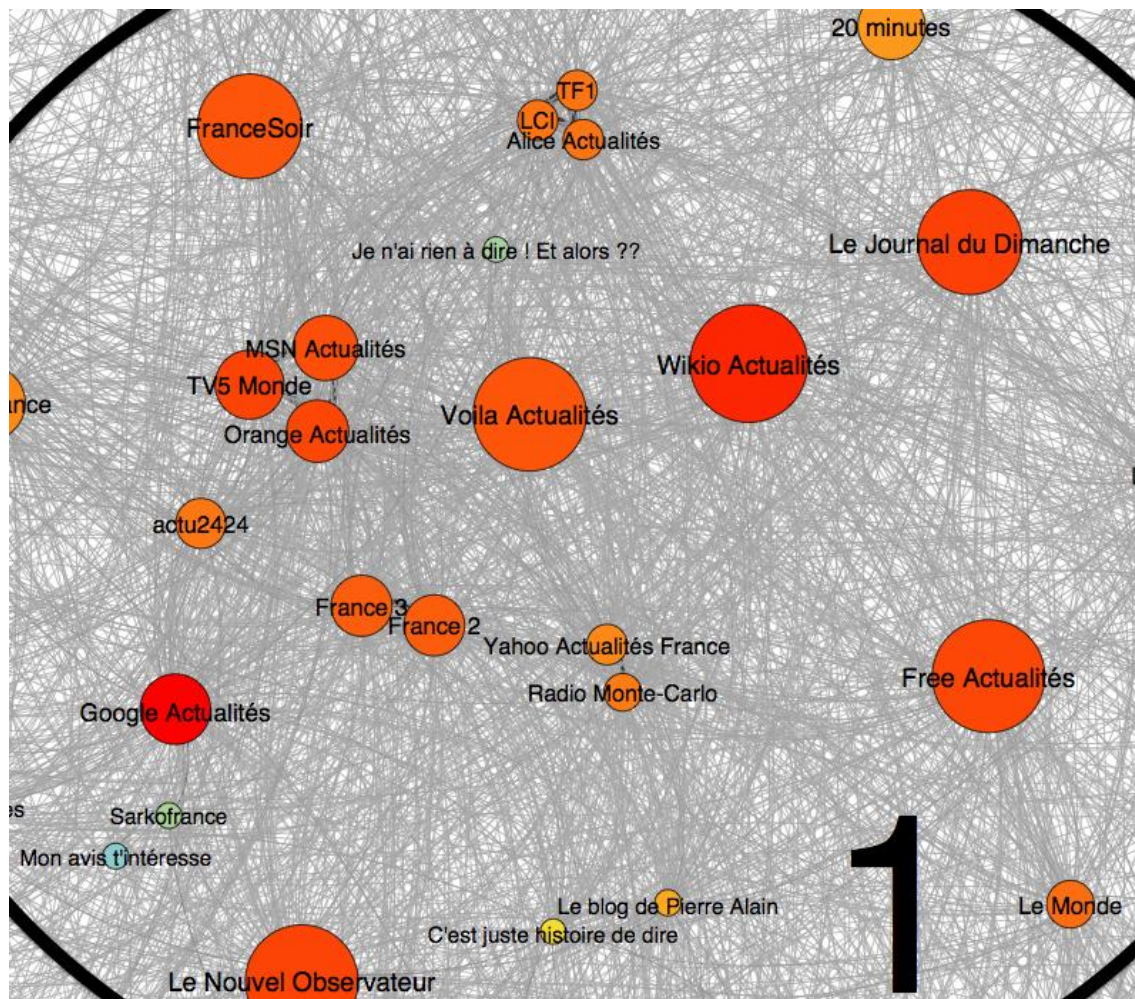 20 minutes
TF1
LCI
FranceSoir
Alice Actualités
Je n'ai rien à dire ! Et alors ??
Le Journal du Dimanche
MSN Actualités
Wikio Actualités
TV5 Monde
ance
Voila Actualités
Orange Actualités
actu2424
France 3
France 2
Yahoo Actualités France
Free Actualités
Radio Monte-Carlo
Google Actualités
es
Sarkofrance
Mon avis t'intéresse
1
Le blog de Pierre Alain
Le Monde
C'est juste histoire de dire
Le Nouvel Observateur